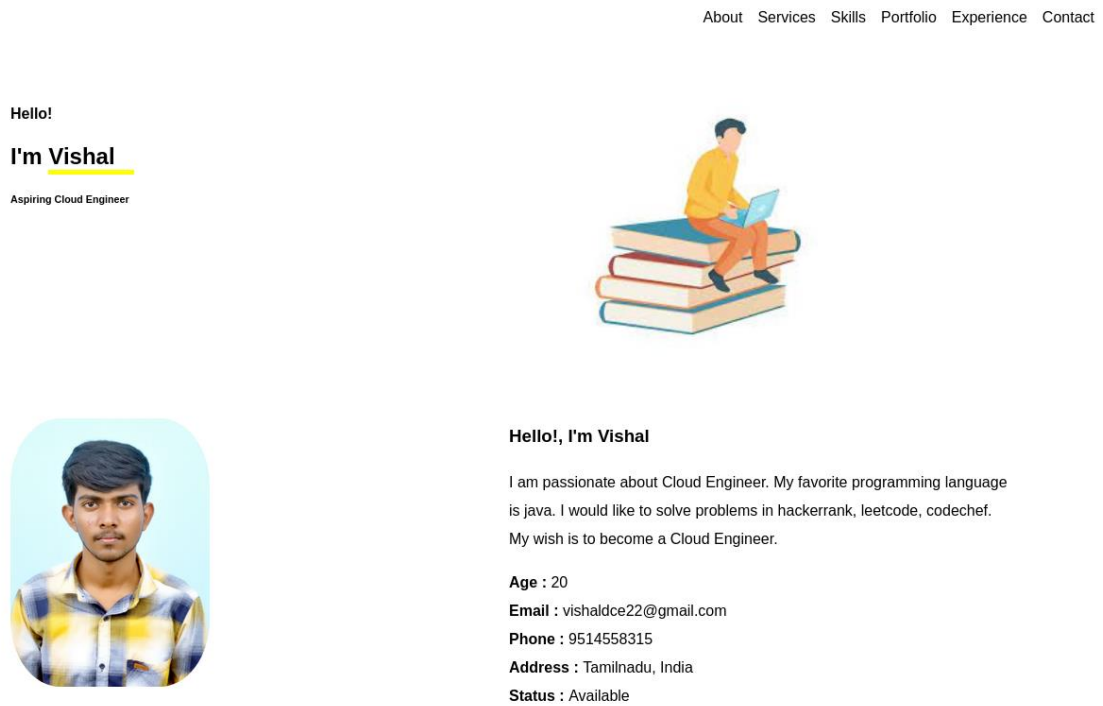 About Services Skills Portfolio Experience Contact
Hello!
I'm Vishal
Aspiring Cloud Engineer
Hello!, I'm Vishal
I am passionate about Cloud Engineer. My favorite programming language
is java. I would like to solve problems in hackerrank, leetcode, codechef.
My wish is to become a Cloud Engineer.
Age : 20
Email : vishaldce22@gmail.com
Phone : 9514558315
Address : Tamilnadu, India
Status : Available